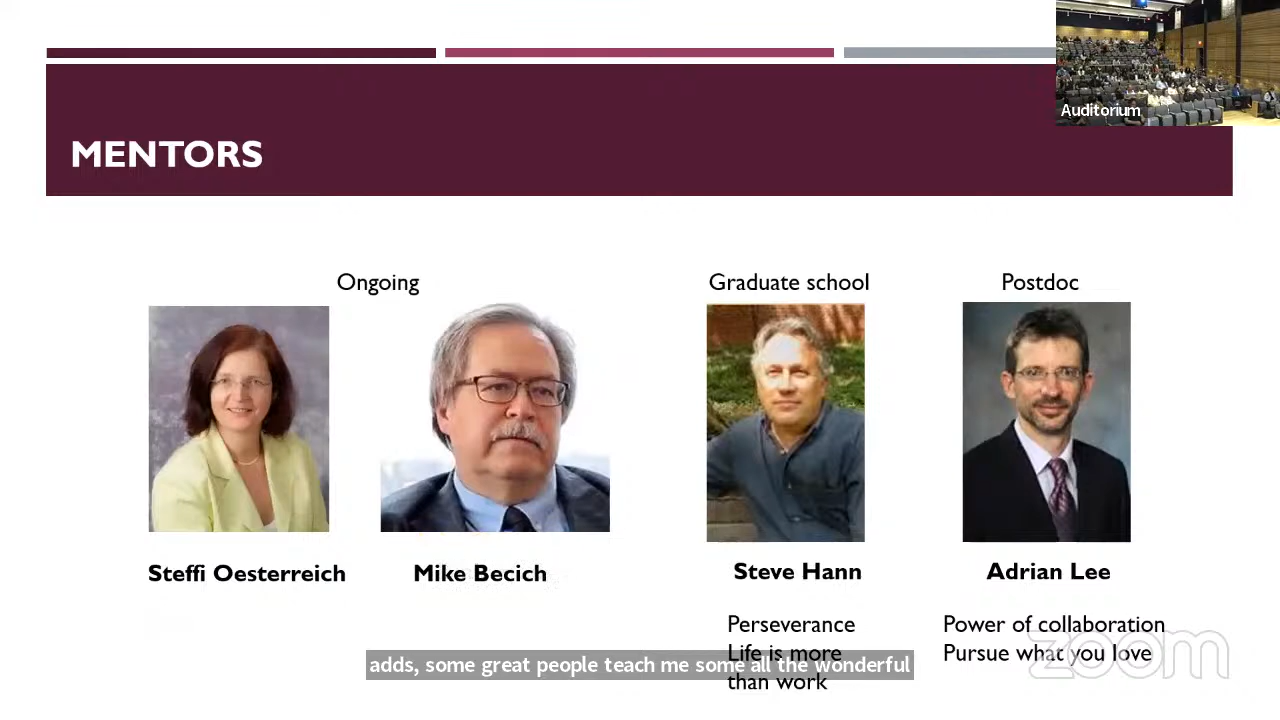 Auditorium
MENTORS
Ongoing
Graduate school
Postdoc
Steffi Oesterreich
Mike Becich
Steve Hann
Adrian Lee
Perseverance
Life is more
than work
Power of collaboration
Pursue what you love
adds, some great people teach me some all the wonderful
zoom